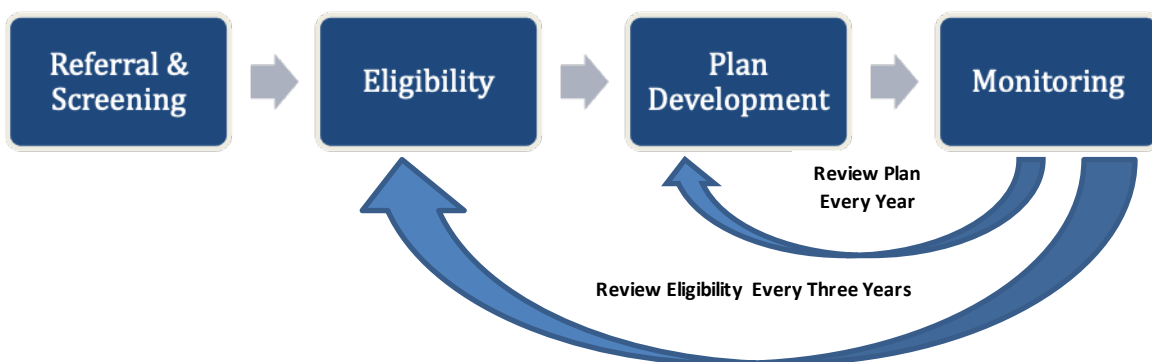 Referral &
Screening
Eligibility
Plan
Development
Monitoring
Review Plan
Every Year
Review Eligibility Every Three Years